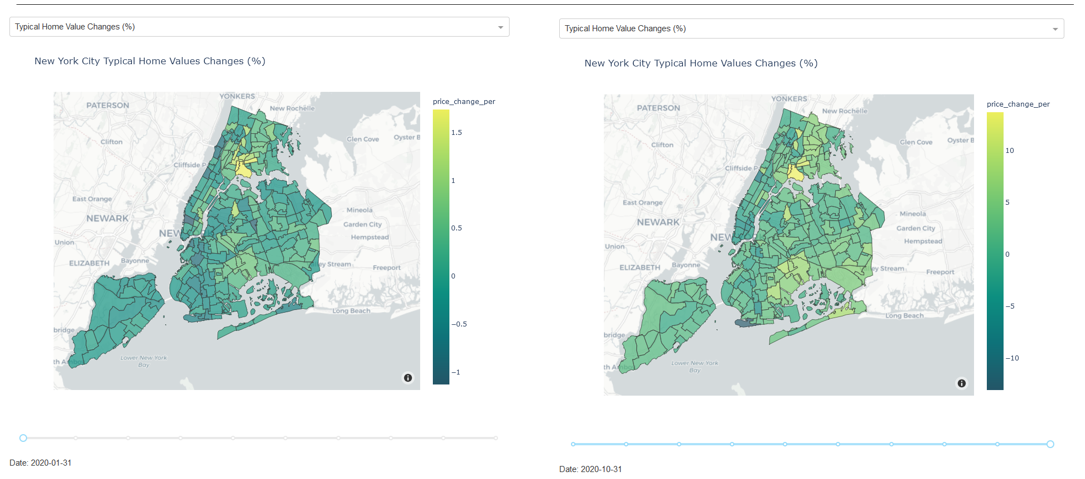 Typical Home Value Changes (%)
New York City Typical Home Values Changes (%)
price_change_per
1.5
1
0.5
0
−0.5
−1
YONKERS
PATERSON
New Rochelle
Glen Cove
Clifton
Oyster B
Cliffside
East Orange
NEWARK
Mineola
Garden City
Union
Hempstead
ELIZABETH
Bayonne
ey Stream
Freeport
Long Beach
bridge
Lower New York
Bay
Date: 2020-01-31
Typical Home Value Changes (%)
New York City Typical Home Values Changes (%)
price_change_per
10
5
0
−5
−10
YONKERS
PATERSON
New Rochelle
Glen Cove
Clifton
Oyster B
Cliffside
East Orange
NEWARK
Mineola
Garden City
Union
Hempstead
ELIZABETH
Bayonne
ey Stream
Freeport
Long Beach
bridge
Lower New York
Bay
Date: 2020-10-31